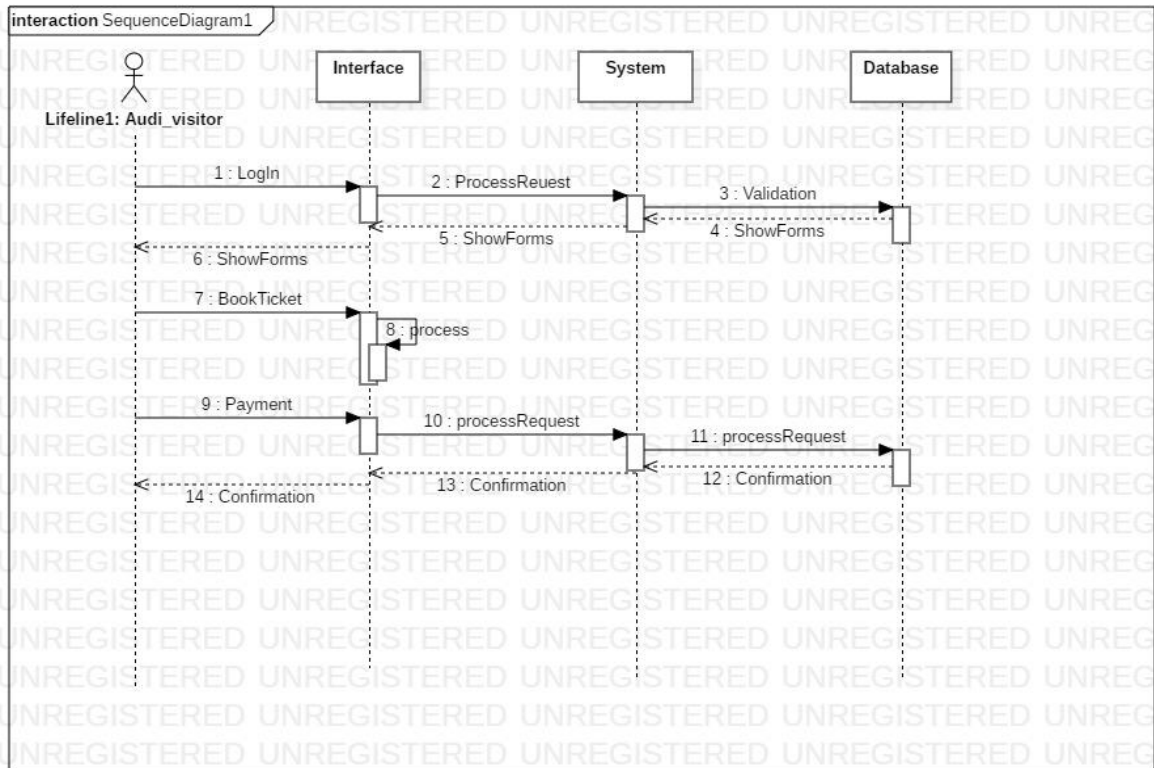 interaction SequenceDiagram1
Interface
System
Database
Lifeline1: Audi_visitor
1 : LogIn
2 : ProcessReuest
3 : Validation
4 : ShowForms
5 : ShowForms
6 : ShowForms
7 : BookTicket
8 : process
9 : Payment
10 : processRequest
11 : processRequest
12 : Confirmation
13 : Confirmation
14 : Confirmation
UNREGISTERED